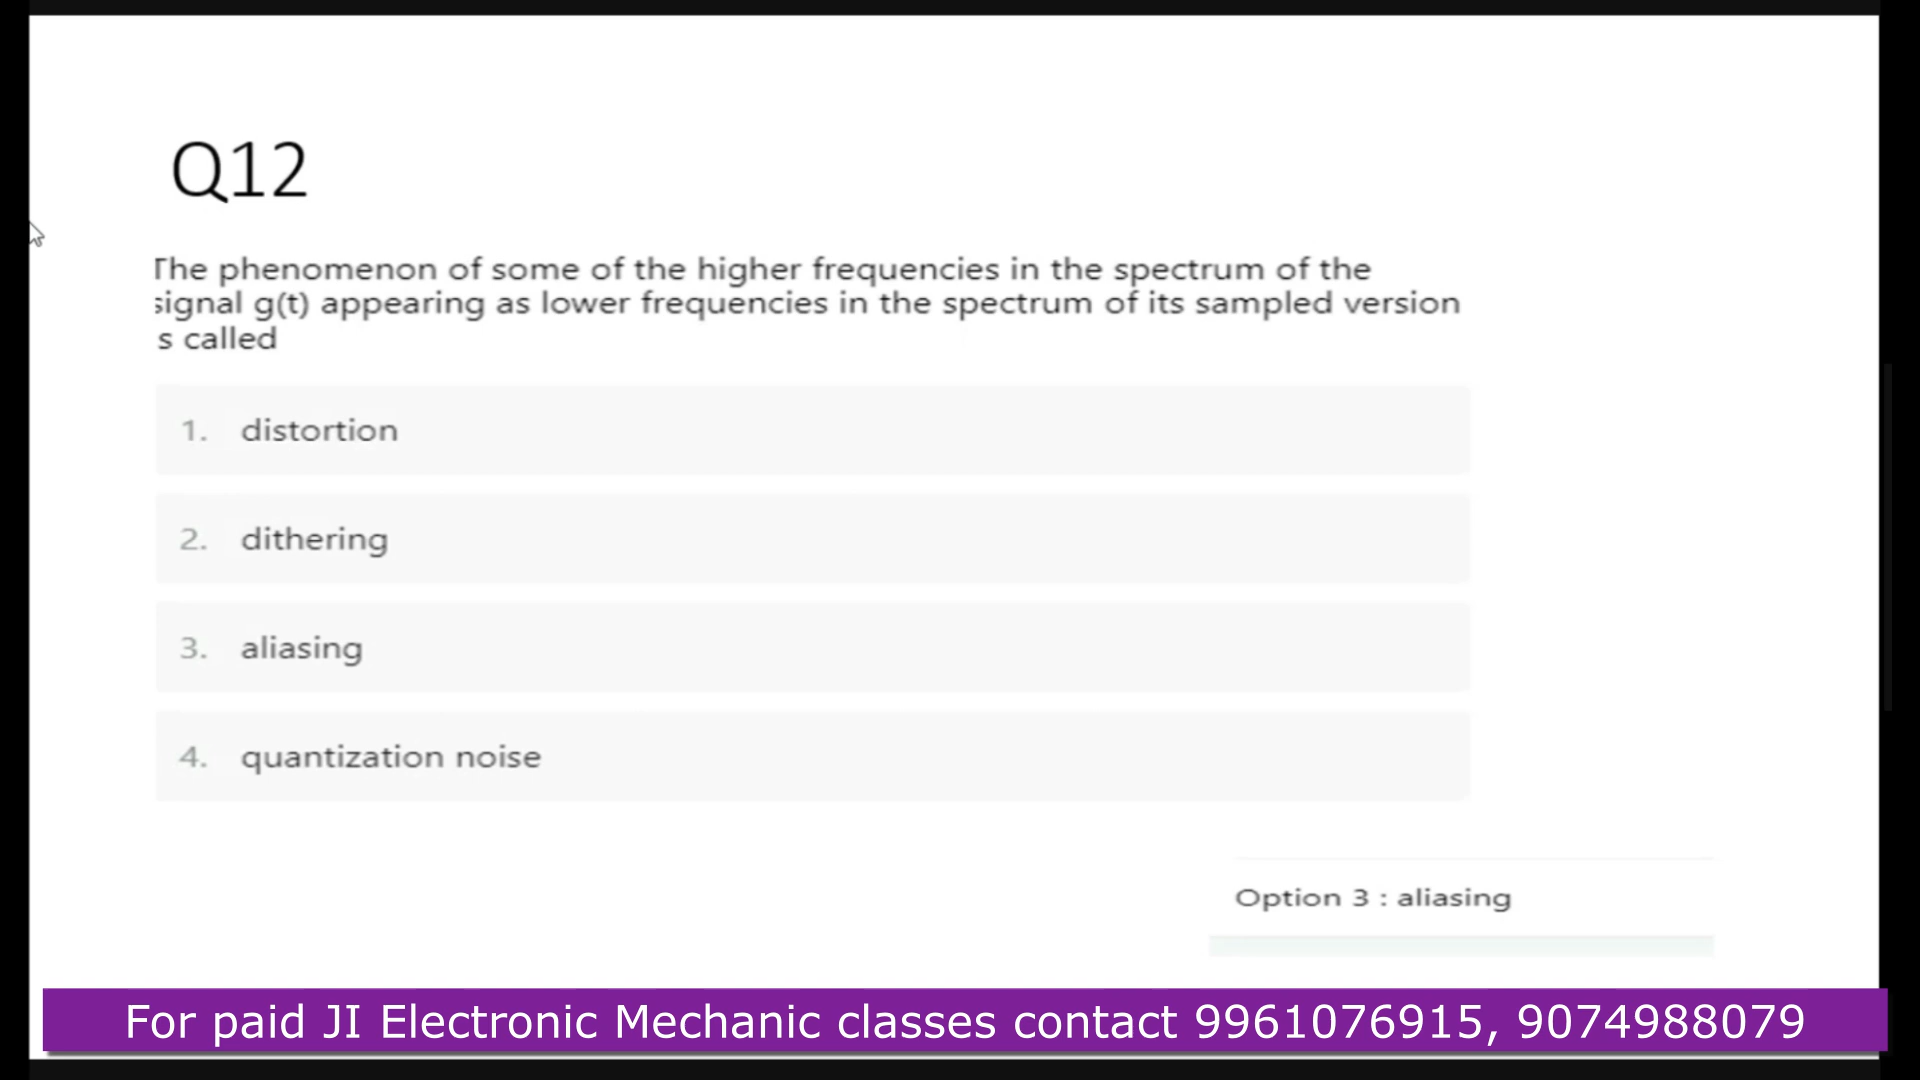 Q12
The phenomenon of some of the higher frequencies in the spectrum of the
signal g(t) appearing as lower frequencies in the spectrum of its sampled version
s called
1. distortion
2. dithering
3. aliasing
4. quantization noise
Option 3 : aliasing
For paid JI Electronic Mechanic classes contact 9961076915, 9074988079